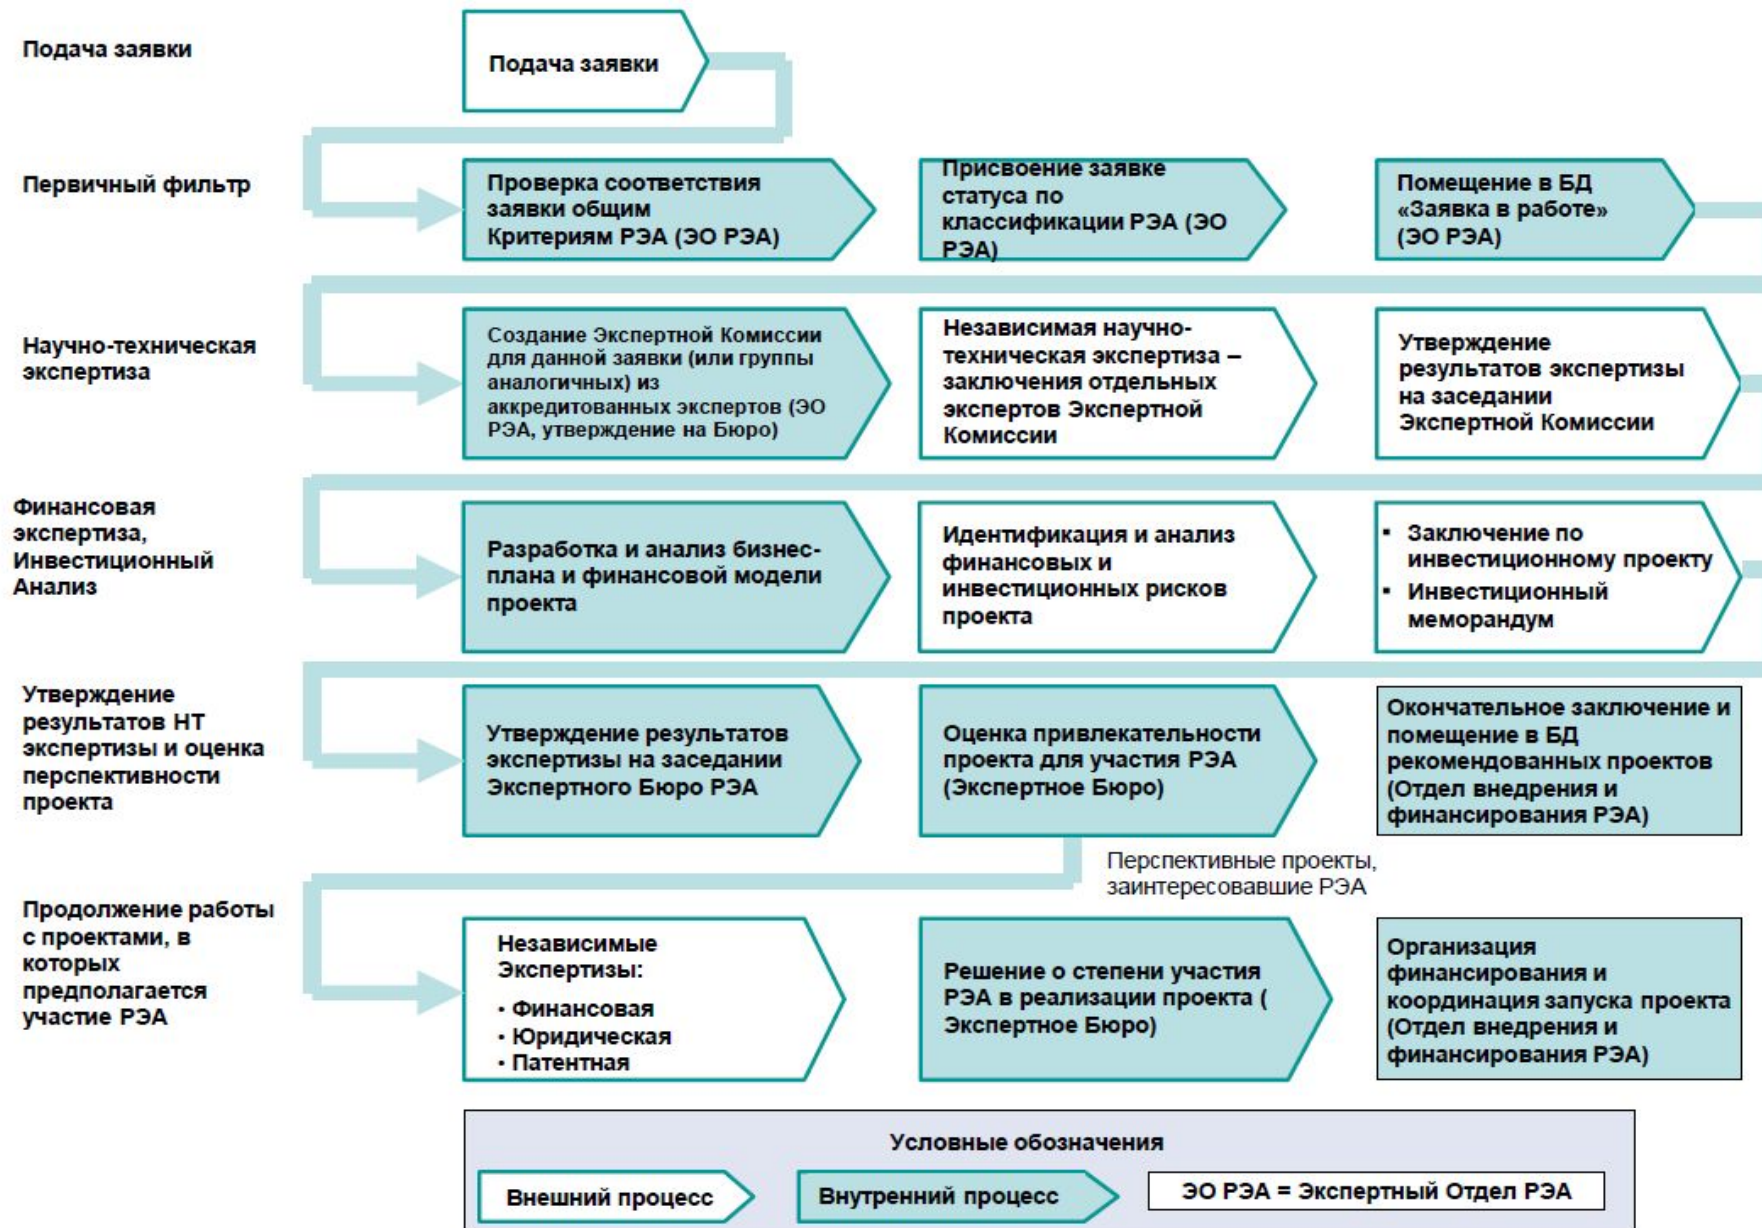 Подача заявки
Подача заявки
Первичный фильтр
Проверка соответствия
заявки общим
Критериям РЭА (ЭО РЭА)
Присвоение заявке
статуса по
классификации РЭА (ЭО
РЭА)
Помещение в БД
«Заявка в работе»
(ЭО РЭА)
Научно-техническая
экспертиза
Создание Экспертной Комиссии
для данной заявки (или группы
аналогичных) из
аккредитованных экспертов (ЭО
РЭА, утверждение на Бюро)
Независимая научно-
техническая экспертиза –
заключения отдельных
экспертов Экспертной
Комиссии
Утверждение
результатов экспертизы
на заседании
Экспертной Комиссии
Финансовая
экспертиза,
Инвестиционный
Анализ
Разработка и анализ бизнес-
плана и финансовой модели
проекта
Идентификация и анализ
финансовых и
инвестиционных рисков
проекта
▪ Заключение по
инвестиционному проекту
▪ Инвестиционный
меморандум
Утверждение
результатов НТ
экспертизы и оценка
перспективности
проекта
Утверждение результатов
экспертизы на заседании
Экспертного Бюро РЭА
Оценка привлекательности
проекта для участия РЭА
(Экспертное Бюро)
Окончательное заключение и
помещение в БД
рекомендованных проектов
(Отдел внедрения и
финансирования РЭА)
Перспективные проекты,
заинтересовавшие РЭА
Продолжение работы
с проектами, в
которых
предполагается
участие РЭА
Независимые
Экспертизы:
• Финансовая
• Юридическая
• Патентная
Решение о степени участия
РЭА в реализации проекта (
Экспертное Бюро)
Организация
финансирования и
координация запуска проекта
(Отдел внедрения и
финансирования РЭА)
Условные обозначения
Внешний процесс
Внутренний процесс
ЭО РЭА = Экспертный Отдел РЭА